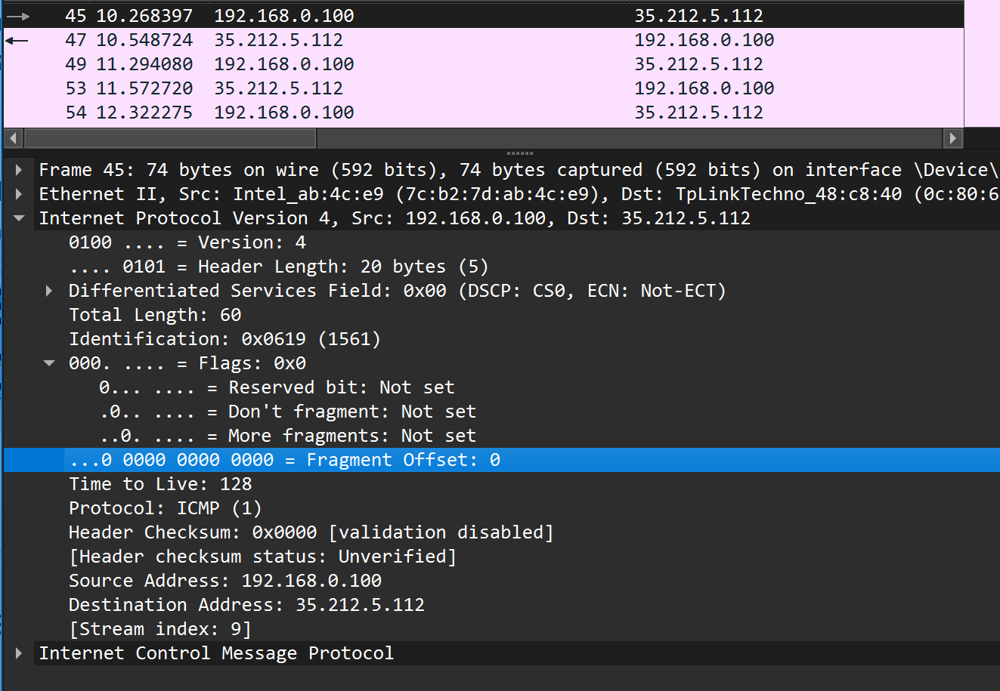 45 10.268397 192.168.0.100 35.212.5.112
47 10.548724 35.212.5.112 192.168.0.100
49 11.294080 192.168.0.100 35.212.5.112
53 11.572720 35.212.5.112 192.168.0.100
54 12.322275 192.168.0.100 35.212.5.112
Frame 45: 74 bytes on wire (592 bits), 74 bytes captured (592 bits) on interface \Device\
Ethernet II, Src: Intel_ab:4c:e9 (7c:b2:7d:ab:4c:e9), Dst: TpLinkTechno_48:c8:40 (0c:80:6
Internet Protocol Version 4, Src: 192.168.0.100, Dst: 35.212.5.112
0100 .... = Version: 4
.... 0101 = Header Length: 20 bytes (5)
Differentiated Services Field: 0x00 (DSCP: CS0, ECN: Not-ECT)
Total Length: 60
Identification: 0x0619 (1561)
000. .... = Flags: 0x0
0... .... = Reserved bit: Not set
.0.. .... = Don't fragment: Not set
..0. .... = More fragments: Not set
...0 0000 0000 0000 = Fragment Offset: 0
Time to Live: 128
Protocol: ICMP (1)
Header Checksum: 0x0000 [validation disabled]
[Header checksum status: Unverified]
Source Address: 192.168.0.100
Destination Address: 35.212.5.112
[Stream index: 9]
Internet Control Message Protocol